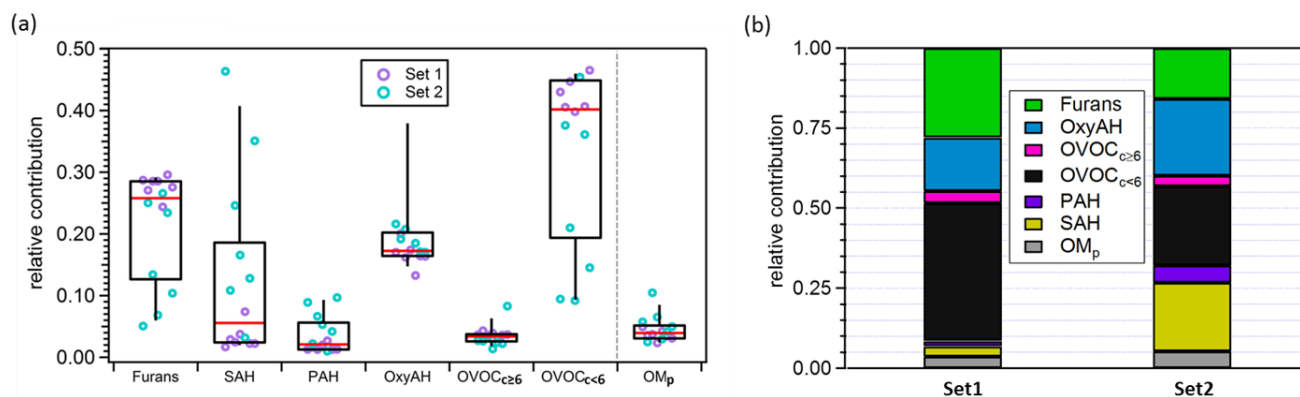 (a)
relative contribution
0.50
0.40
0.30
0.20
0.10
0.00
Set 1
Set 2
Furans
SAH
PAH
OxyAH
OVOCc≥6
OVOCc<6
OMp
(b)
relative contribution
1.00
0.75
0.50
0.25
0.00
Furans
OxyAH
OVOCc≥6
OVOCc<6
PAH
SAH
OMp
Set1
Set2